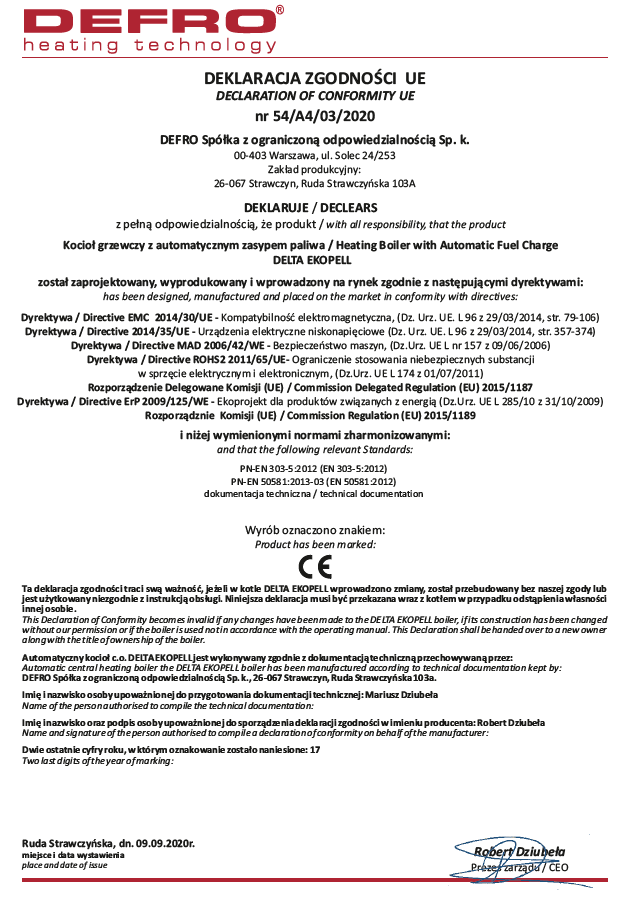 DEFRO®
heating technology
DEKLARACJA ZGODNOŚCI UE
DECLARATION OF CONFORMITY UE
nr 54/A4/03/2020
DEFRO Spółka z ograniczoną odpowiedzialnością Sp. k.
00-403 Warszawa, ul. Solec 24/253
Zakład produkcyjny:
26-067 Strawczyn, Ruda Strawczyńska 103A
DEKLARUJE / DECLEARS
z pełną odpowiedzialnością, że produkt / with all responsibility, that the product
Kocioł grzewczy z automatycznym zasypem paliwa / Heating Boiler with Automatic Fuel Charge
DELTA EKOPELL
został zaprojektowany, wyprodukowany i wprowadzony na rynek zgodnie z następującymi dyrektywami:
has been designed, manufactured and placed on the market in conformity with directives:
Dyrektywa / Directive EMC 2014/30/UE - Kompatybilność elektromagnetyczna, (Dz. Urz. UE. L 96 z 29/03/2014, str. 79-106)
Dyrektywa / Directive 2014/35/UE - Urządzenia elektryczne niskonapięciowe (Dz. Urz. UE. L 96 z 29/03/2014, str. 357-374)
Dyrektywa / Directive MAD 2006/42/WE - Bezpieczeństwo maszyn, (Dz.U. UE L nr 157 z 09/06/2006)
Dyrektywa / Directive ROHS2 2011/65/UE- Ograniczenie stosowania niebezpiecznych substancji
w sprzęcie elektrycznym i elektronicznym, (Dz.Urz. UE L 174 z 01/07/2011)
Rozporządzenie Delegowane Komisji (UE) / Commission Delegated Regulation (EU) 2015/1187
Dyrektywa / Directive ErP 2009/125/WE - Ekoprojekt dla produktów związanych z energią (Dz.Urz. UE L 285/10 z 31/10/2009)
Rozporządznie Komisji (UE) / Commission Regulation (EU) 2015/1189
i niżej wymienionymi normami zharmonizowanymi:
and that the following relevant Standards:
PN-EN 303-5:2012 (EN 303-5:2012)
PN-EN 50581:2013-03 (EN 50581:2012)
dokumentacja techniczna / technical documentation
Wyrób oznaczono znakiem:
Product has been marked:
CE
Ta deklaracja zgodności traci swą ważność, jeżeli w kotle DELTA EKOPELL wprowadzono zmiany, został przebudowany bez naszej zgody lub
jest użytkowany niezgodnie z instrukcją obsługi. Niniejsza deklaracja musi być przekazana wraz z kotłem w przypadku odstąpienia własności
innej osobie.
This Declaration of Conformity becomes invalid if any changes have been made to the DELTA EKOPELL boiler, if its construction has been changed
without our permission or if the boiler is used not in accordance with the operating manual. This Declaration shall be handed over to a new owner
along with the title of ownership of the boiler.
Automatyczny kocioł c.o. DELTA EKOPELL jest wykonywany zgodnie z dokumentacją techniczną przechowywaną przez:
Automatic central heating boiler the DELTA EKOPELL boiler has been manufactured according to technical documentation kept by:
DEFRO Spółka z ograniczoną odpowiedzialnością Sp. k., 26-067 Strawczyn, Ruda Strawczyńska 103a.
Imię i nazwisko osoby upoważnionej do przygotowania dokumentacji technicznej: Mariusz Dziubeła
Name of the person authorised to compile the technical documentation:
Imię i nazwisko oraz podpis osoby upoważnionej do sporządzenia deklaracji zgodności w imieniu producenta: Robert Dziubeła
Name and signature of the person authorised to compile a declaration of conformity on behalf of the manufacturer:
Dwie ostatnie cyfry roku, w którym oznakowanie zostało naniesione: 17
Two last digits of the year of marking:
Ruda Strawczyńska, dn. 09.09.2020r.
miejsce i data wystawienia
place and date of issue
Robert Dziubeła
Prezes zarządu / CEO